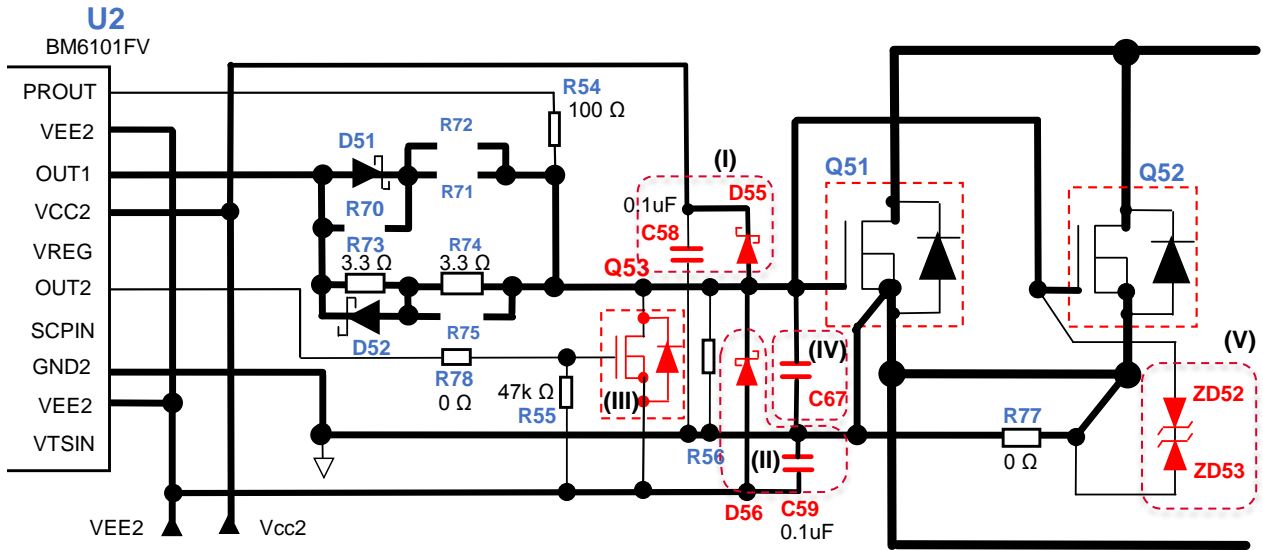 U2
BM6101FV
PROUT
VEE2
OUT1
VCC2
VREG
OUT2
SCPIN
GND2
VEE2
VTSIN
VEE2
Vcc2
D51
R72
R71
R70
R73
3.3 Ω
R74
3.3 Ω
R75
D52
R54
100 Ω
R78
0 Ω
47k Ω
R55
Q53
(III)
(I)
D55
0.1uF
C58
R56
(II)
D56
C59
0.1uF
(IV)
C67
Q51
Q52
R77
0 Ω
(V)
ZD52
ZD53